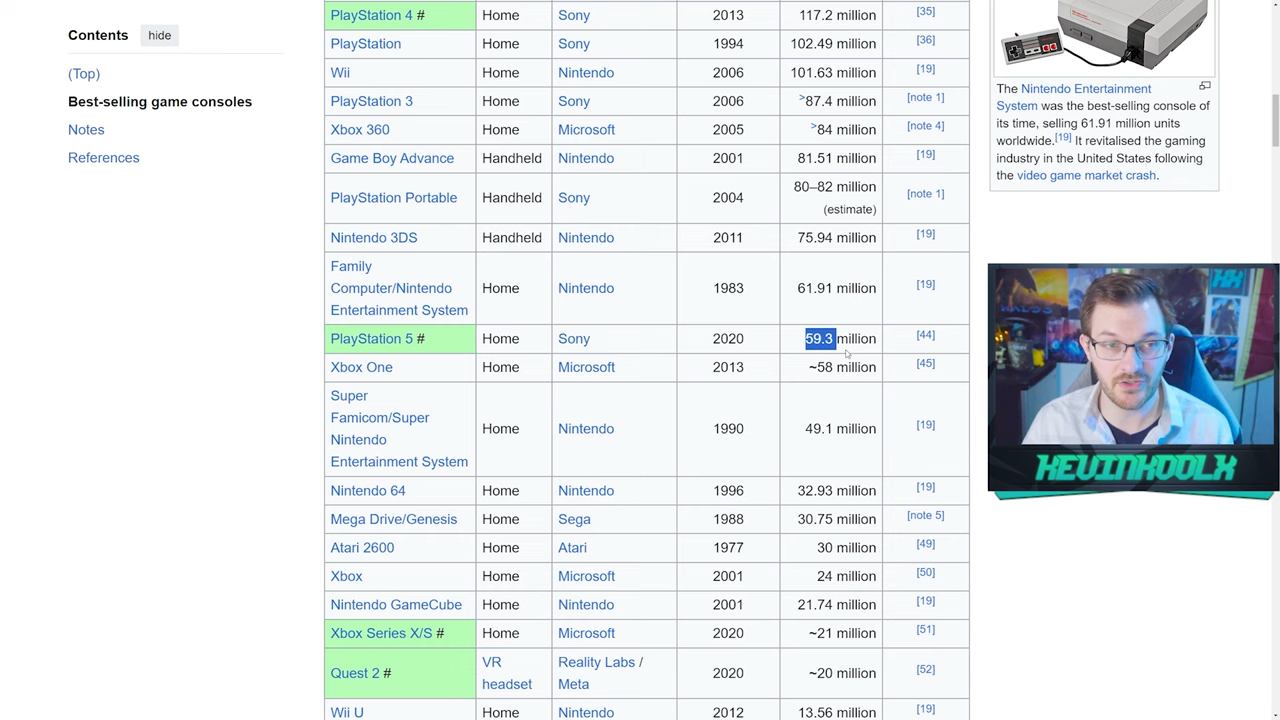 Contents hide
(Top)
Best-selling game consoles
Notes
References
PlayStation 4 # Home Sony 2013 117.2 million [35]
PlayStation Home Sony 1994 102.49 million [36]
Wii Home Nintendo 2006 101.63 million [19]
PlayStation 3 Home Sony 2006 >87.4 million [note 1]
Xbox 360 Home Microsoft 2005 >84 million [note 4]
Game Boy Advance Handheld Nintendo 2001 81.51 million [19]
PlayStation Portable Handheld Sony 2004 80–82 million (estimate) [note 1]
Nintendo 3DS Handheld Nintendo 2011 75.94 million [19]
Family
Computer/Nintendo
Entertainment System Home Nintendo 1983 61.91 million [19]
PlayStation 5 # Home Sony 2020 59.3 million [44]
Xbox One Home Microsoft 2013 ~58 million [45]
Super
Famicom/Super
Nintendo
Entertainment System Home Nintendo 1990 49.1 million [19]
Nintendo 64 Home Nintendo 1996 32.93 million [19]
Mega Drive/Genesis Home Sega 1988 30.75 million [note 5]
Atari 2600 Home Atari 1977 30 million [49]
Xbox Home Microsoft 2001 24 million [50]
Nintendo GameCube Home Nintendo 2001 21.74 million [19]
Xbox Series X/S # Home Microsoft 2020 ~21 million [51]
Quest 2 # VR headset Reality Labs / Meta 2020 ~20 million [52]
Wii U Home Nintendo 2012 13.56 million [19]
The Nintendo Entertainment
System was the best-selling console of
its time, selling 61.91 million units
worldwide.[19] It revitalised the gaming
industry in the United States following
the video game market crash.
KEVINKOOLX